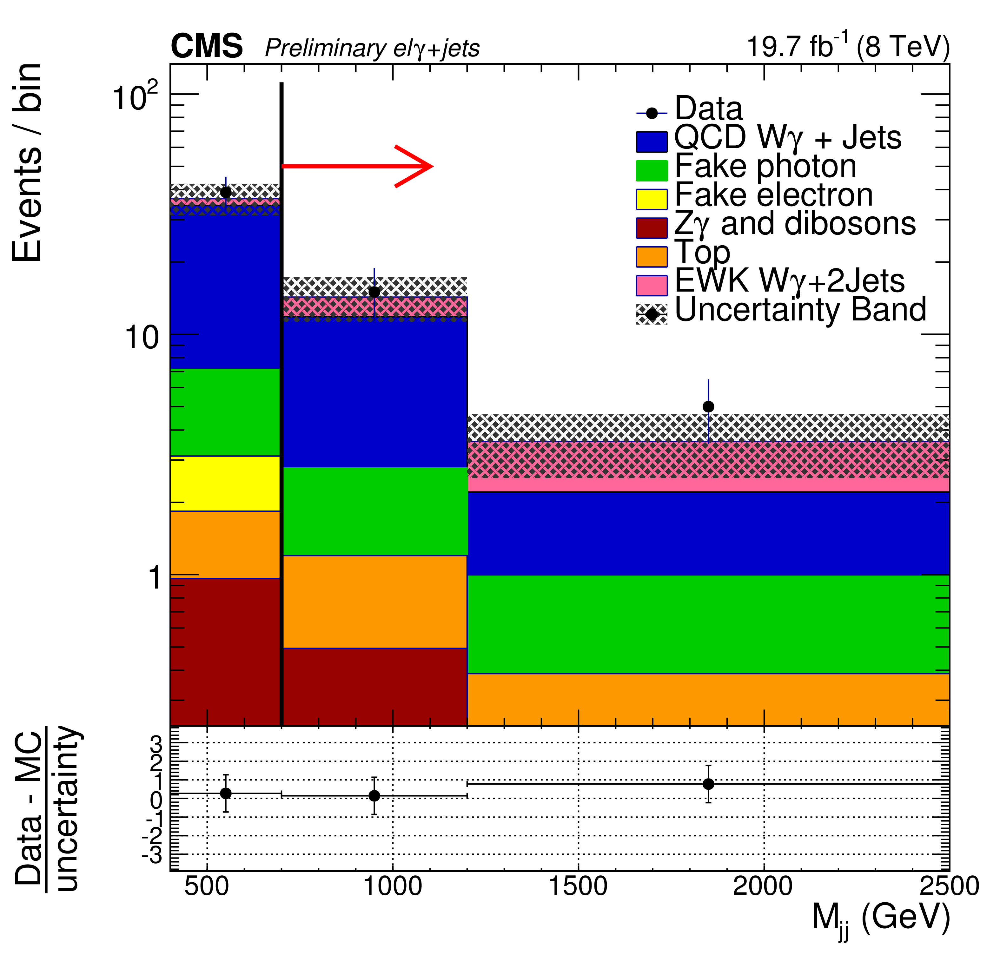 CMS Preliminary elγ+jets 19.7 fb⁻¹ (8 TeV)
Events / bin
10²
10
1
Data
QCD Wγ + Jets
Fake photon
Fake electron
Zγ and dibosons
Top
EWK Wγ+2Jets
Uncertainty Band
Data - MC
uncertainty
3
2
1
0
-1
-2
-3
500 1000 1500 2000 2500
M_jj (GeV)